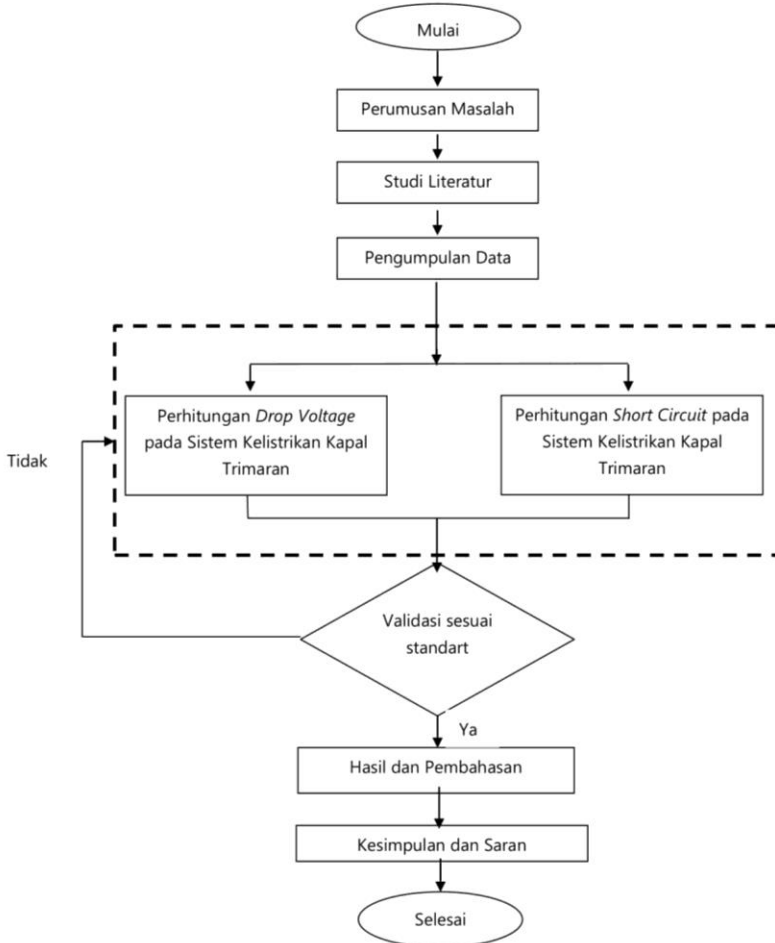 Mulai
Perumusan Masalah
Studi Literatur
Pengumpulan Data
Perhitungan Drop Voltage
pada Sistem Kelistrikan Kapal
Trimaran
Perhitungan Short Circuit pada
Sistem Kelistrikan Kapal
Trimaran
Tidak
Validasi sesuai
standart
Ya
Hasil dan Pembahasan
Kesimpulan dan Saran
Selesai